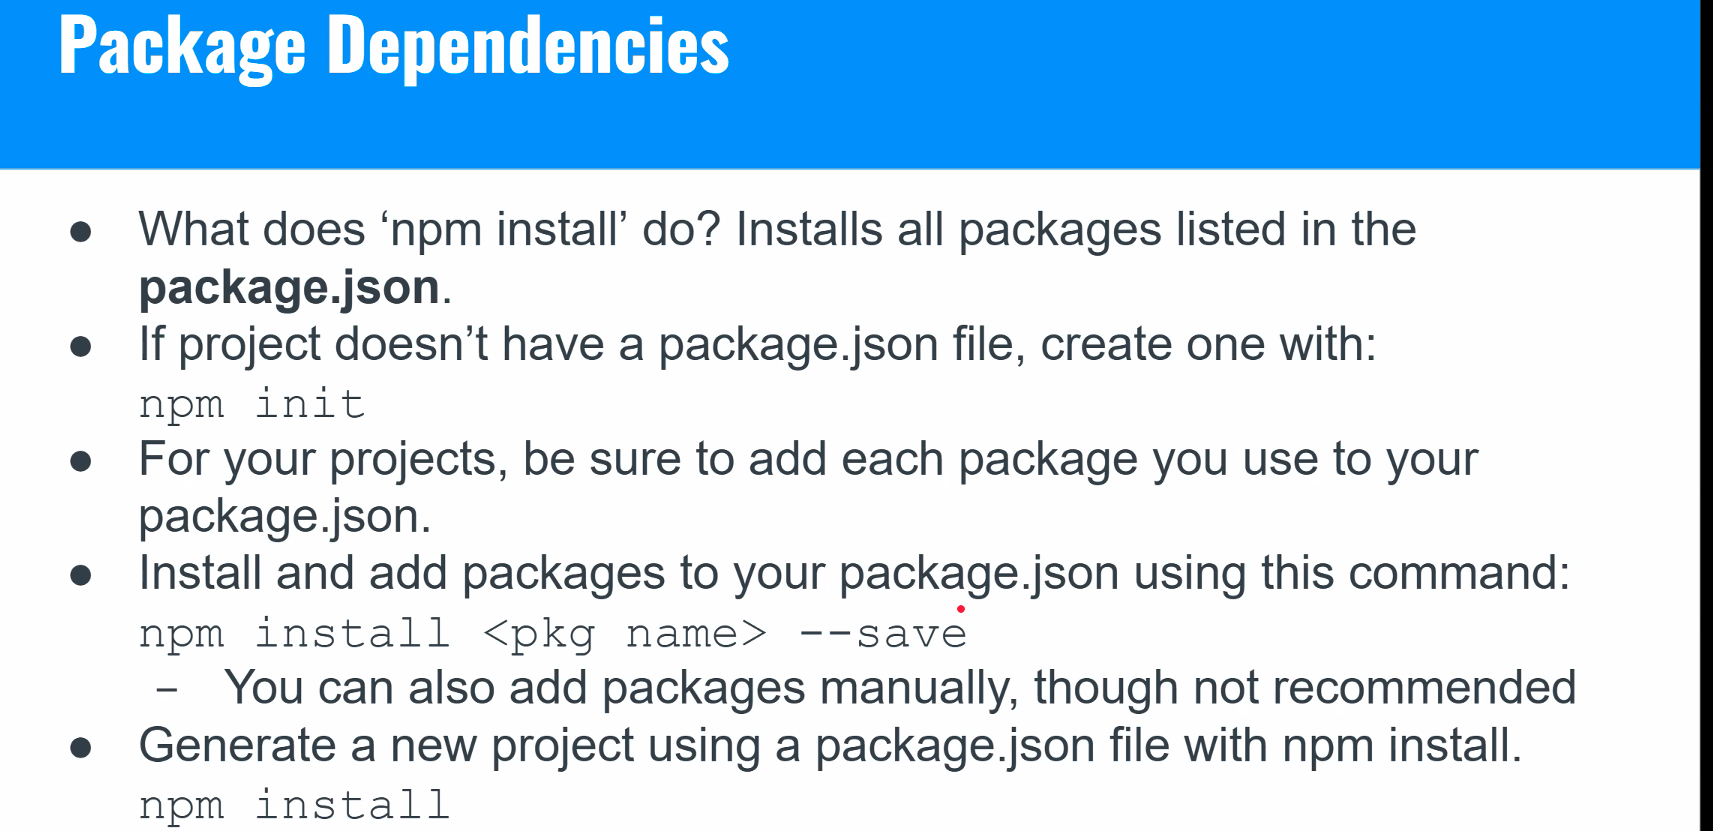 Package Dependencies
● What does ‘npm install’ do? Installs all packages listed in the
package.json.
● If project doesn’t have a package.json file, create one with:
npm init
● For your projects, be sure to add each package you use to your
package.json.
● Install and add packages to your package.json using this command:
npm install <pkg name> --save
– You can also add packages manually, though not recommended
● Generate a new project using a package.json file with npm install.
npm install